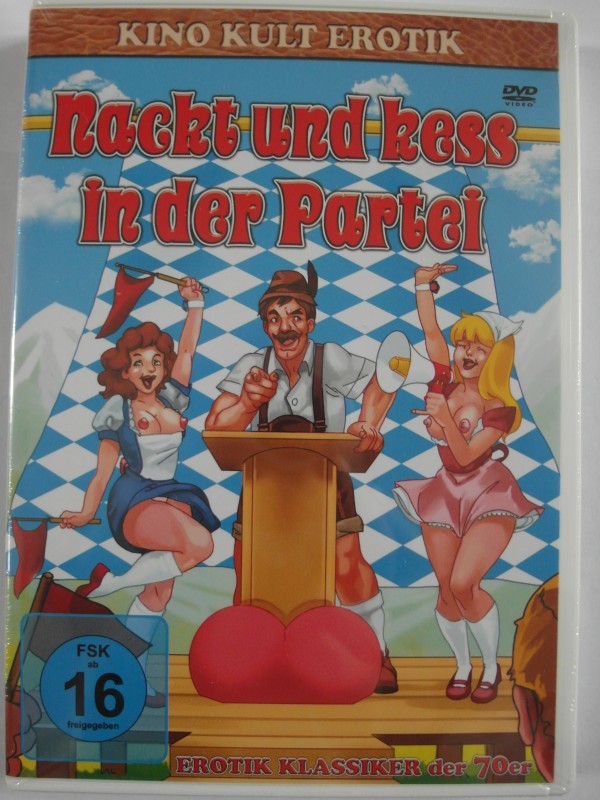 KINO KULT EROTIK
DVD
VIDEO
Nackt und kess
in der Partei
FSK
ab
16
freigegeben
EROTIK KLASSIKER der 70er